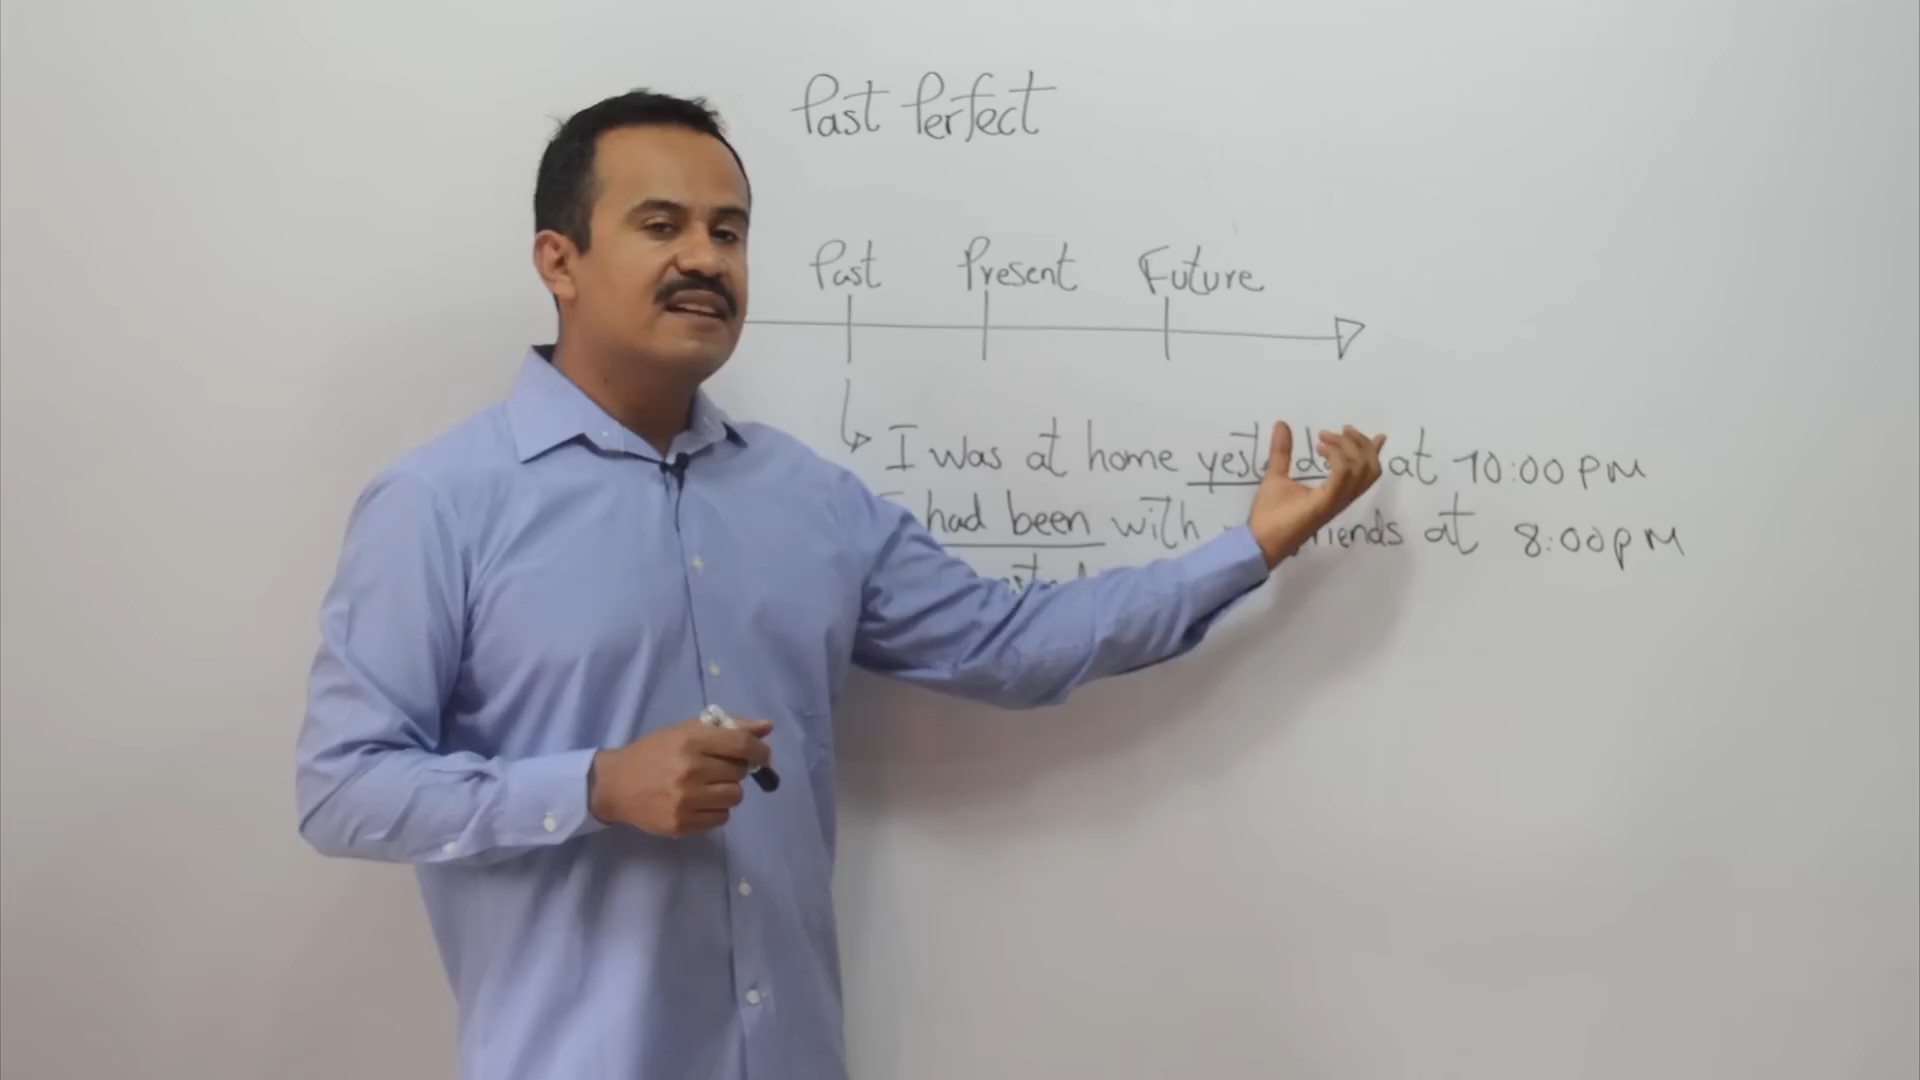 Past Perfect
Past Present Future
I was at home yesterday at 10:00 PM
had been with friends at 8:00 PM